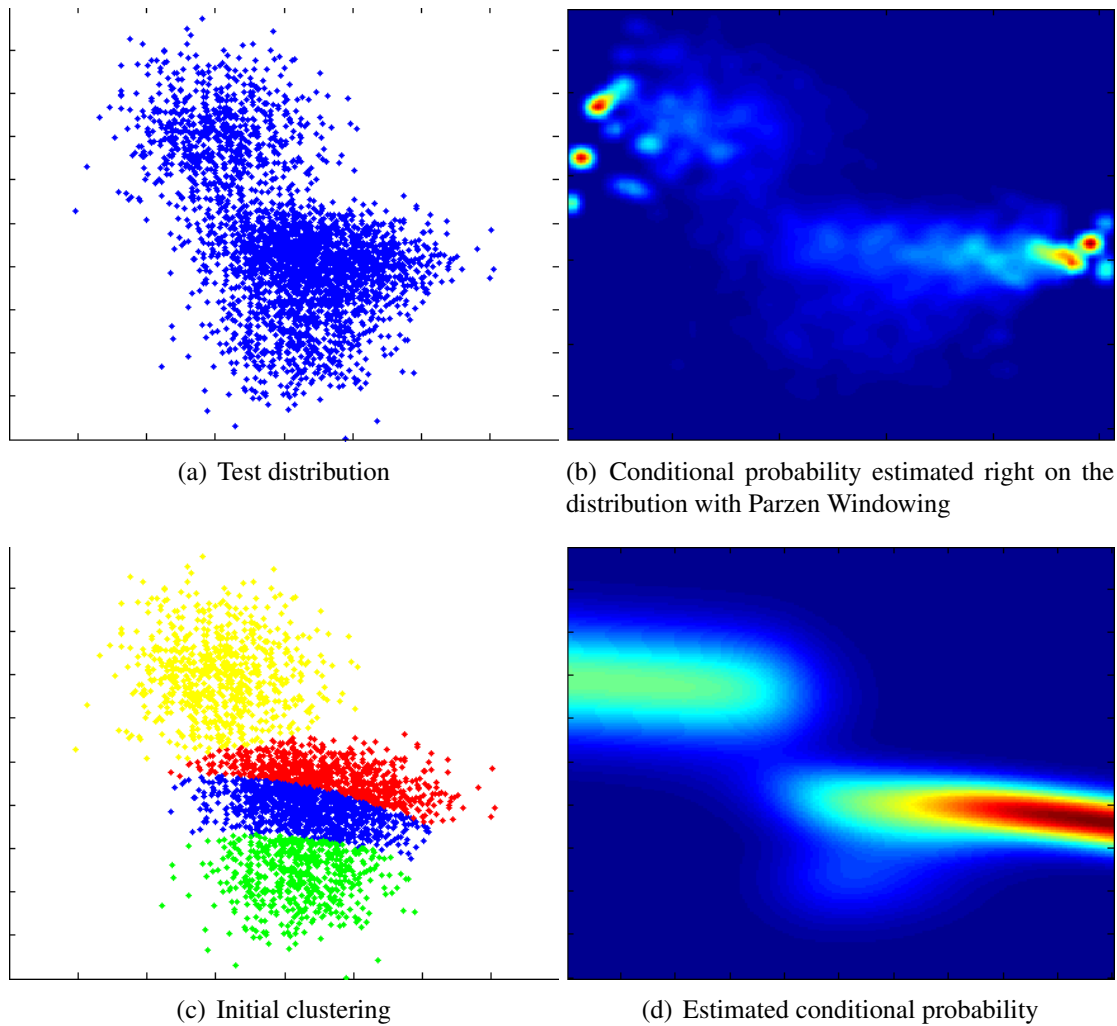 (a) Test distribution
(b) Conditional probability estimated right on the
distribution with Parzen Windowing
(c) Initial clustering
(d) Estimated conditional probability